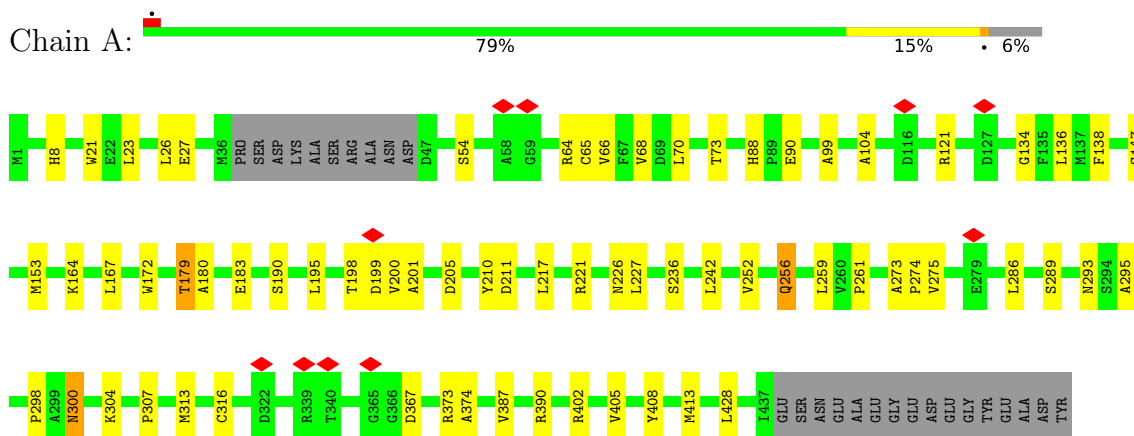 Chain A:
79% 15% • 6%
M1 H8 W21 E22 L23 L26 E27 M36 PRO SER ASP LYS ALA SER ARG ALA ASN ASP D47 S54 A58 G59 R64 C65 V66 F67 V68 D69 L70 T73 H88 P89 E90 A99 A104 D116 R121 D127 G134 F135 L136 M137 F138
M153 K164 L167 W172 T179 A180 E183 S190 L195 T198 D199 V200 A201 D205 Y210 D211 L217 R221 N226 L227 S236 L242 V252 Q256 L259 V260 P261 A273 P274 V275 E279 L286 S289 N293 S294 A295
P298 A299 N300 K304 P307 M313 C316 D322 R339 T340 G365 G366 D367 R373 A374 V387 R390 R402 V405 Y408 M413 L428 I437 GLU SER ASN GLU ALA GLU GLY GLU ASP GLU GLY TYR GLU ALA ASP TYR